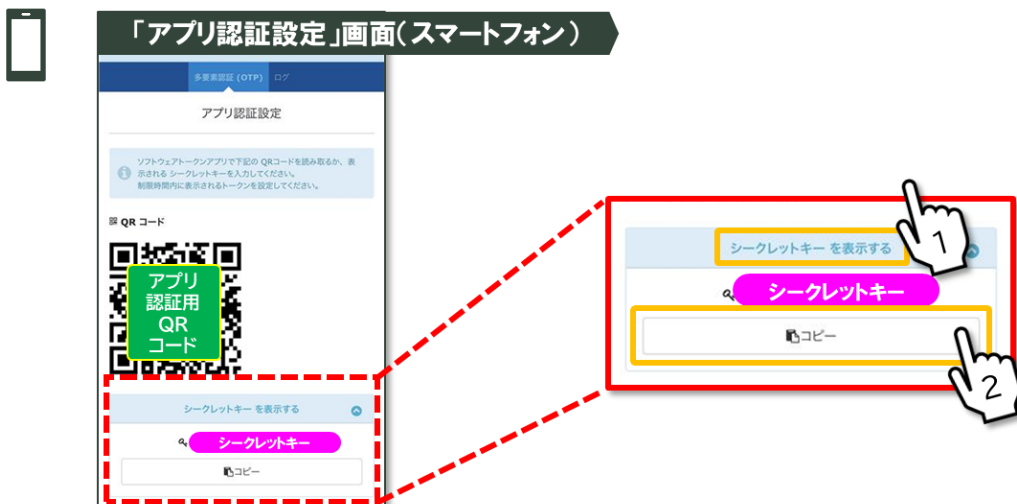 「アプリ認証設定」画面(スマートフォン)
多要素認証 (OTP) ログ
アプリ認証設定
ソフトウェアトークンアプリで下記の QRコードを読み取るか、表
示される シークレットキーを入力してください。
制限時間内に表示されるトークンを設定してください。
QR コード
アプリ
認証用
QR
コード
シークレットキー を表示する
シークレットキー
コピー
シークレットキー を表示する
1
シークレットキー
コピー
2